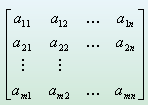 a₁₁ a₁₂ … a₁ₙ
a₂₁ a₂₂ … a₂ₙ
⋮ ⋮
aₘ₁ aₘ₂ … aₘₙ